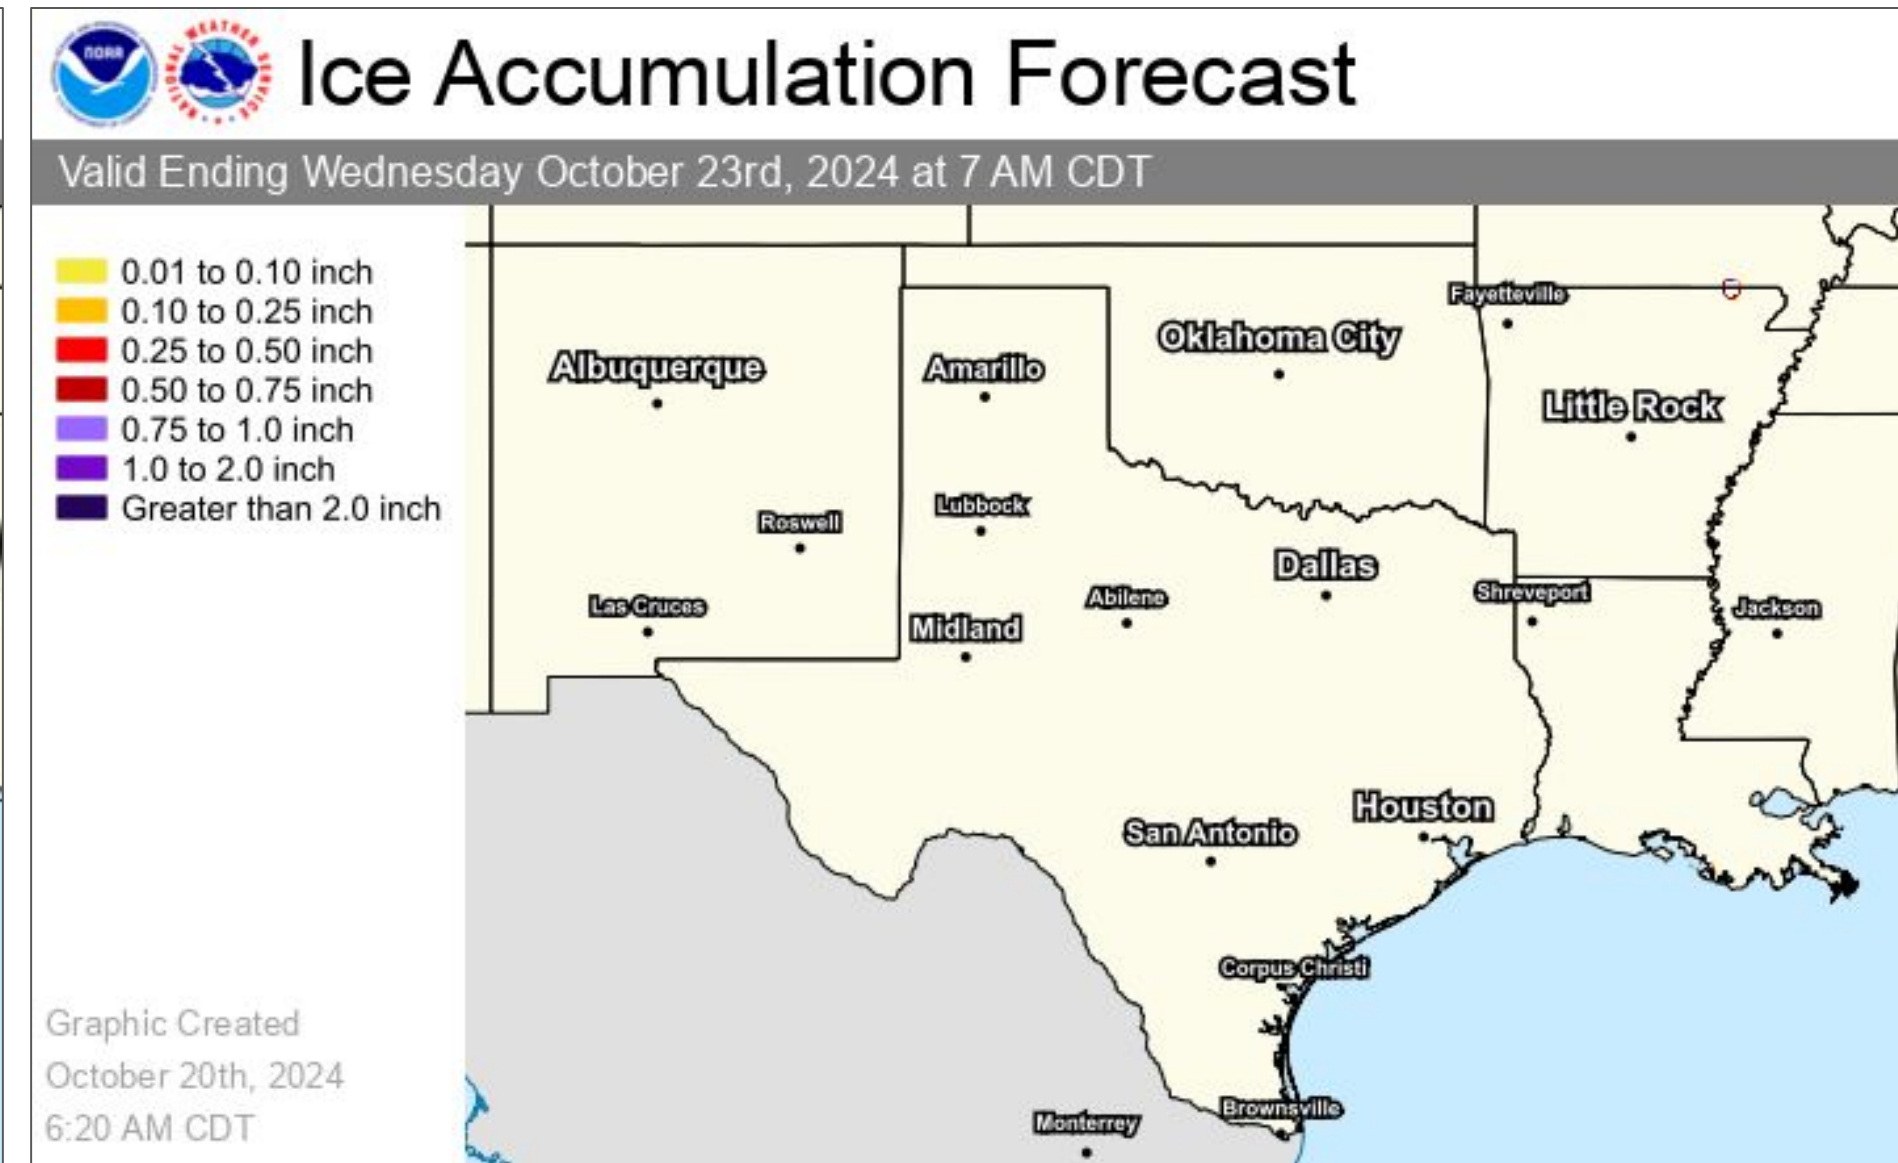 noaa
NATIONAL WEATHER SERVICE
Ice Accumulation Forecast
Valid Ending Wednesday October 23rd, 2024 at 7 AM CDT
0.01 to 0.10 inch
0.10 to 0.25 inch
0.25 to 0.50 inch
0.50 to 0.75 inch
0.75 to 1.0 inch
1.0 to 2.0 inch
Greater than 2.0 inch
Fayetteville
Oklahoma City
Albuquerque
Amarillo
Little Rock
Lubbock
Roswell
Dallas
Shreveport
Abilene
Las Cruces
Jackson
Midland
Houston
San Antonio
Corpus Christi
Brownsville
Monterrey
Graphic Created
October 20th, 2024
6:20 AM CDT